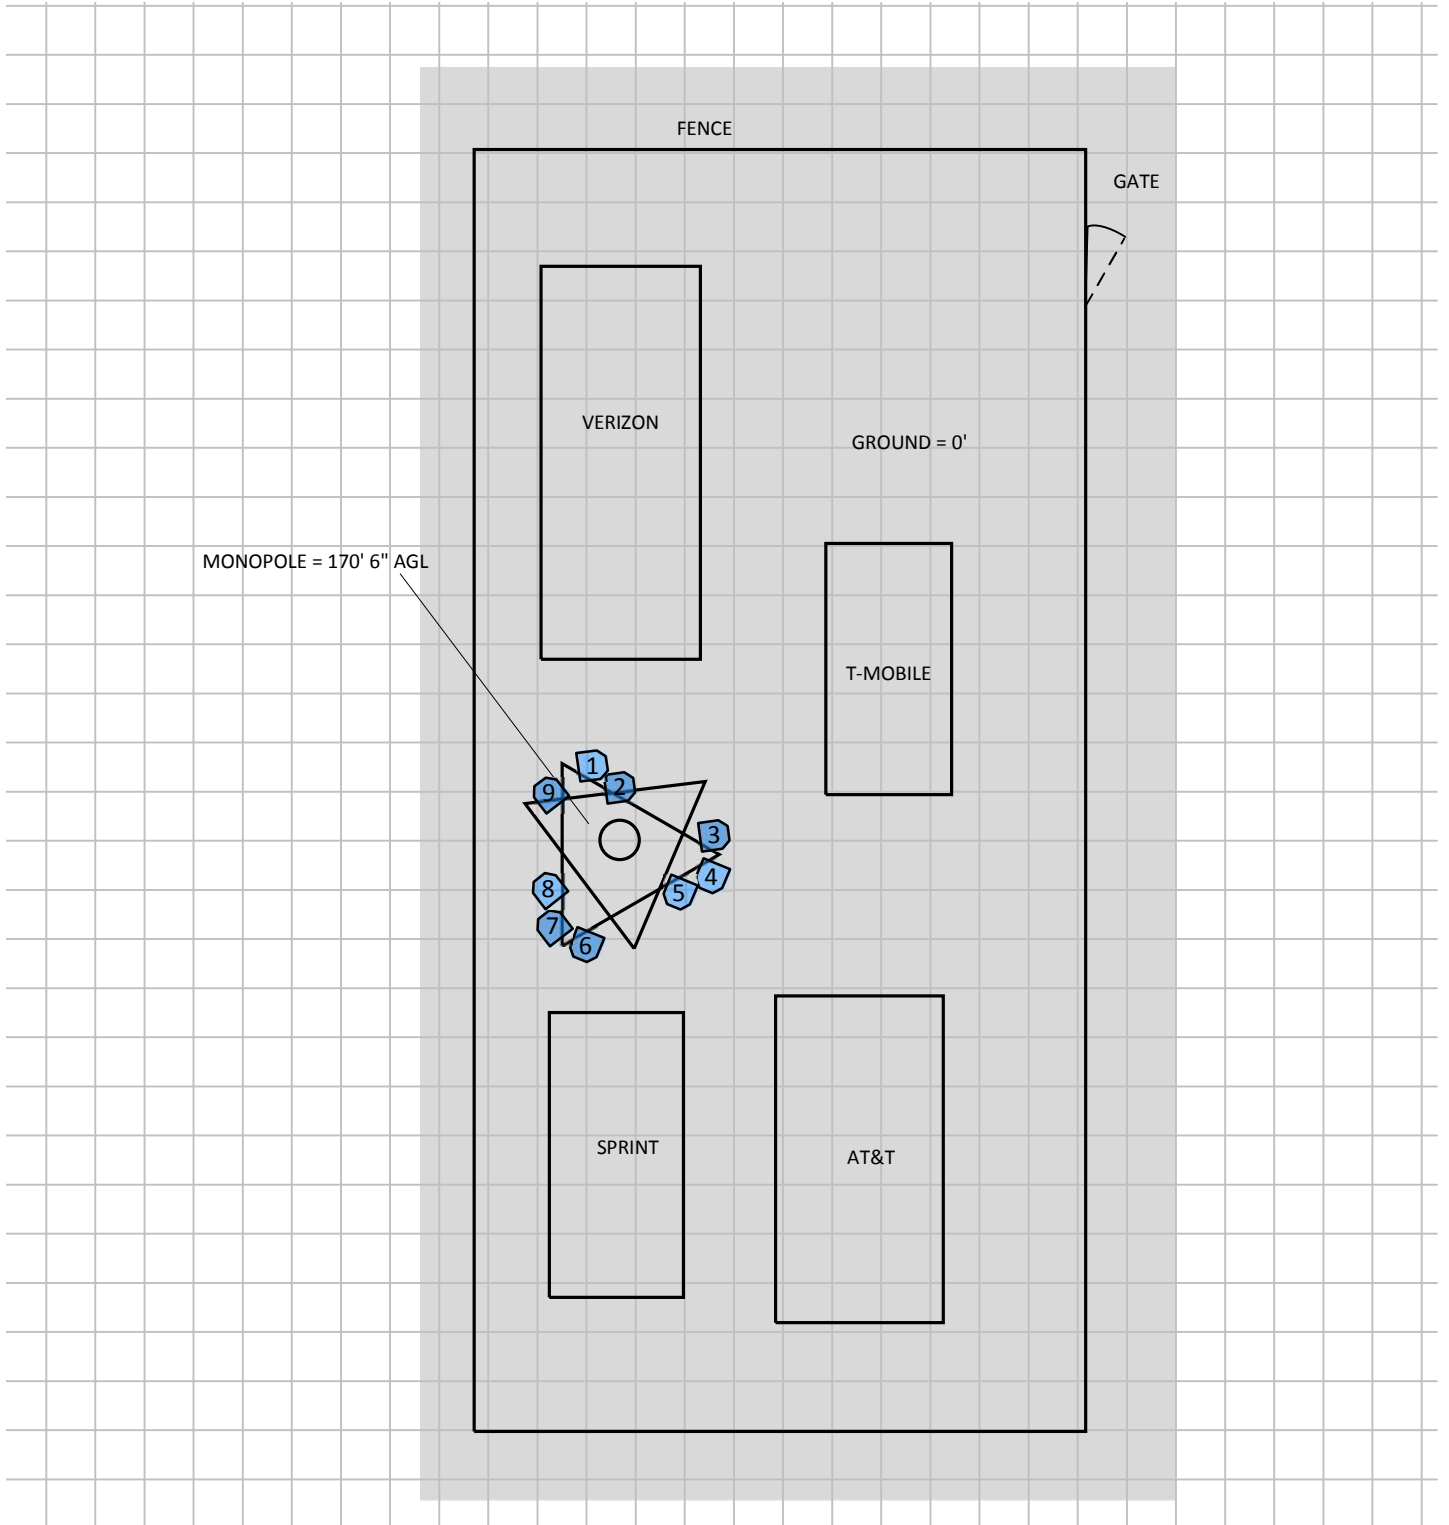 FENCE
GATE
VERIZON
GROUND = 0'
MONOPOLE = 170' 6" AGL
T-MOBILE
1
2
9
3
4
8
5
7
6
SPRINT
AT&T